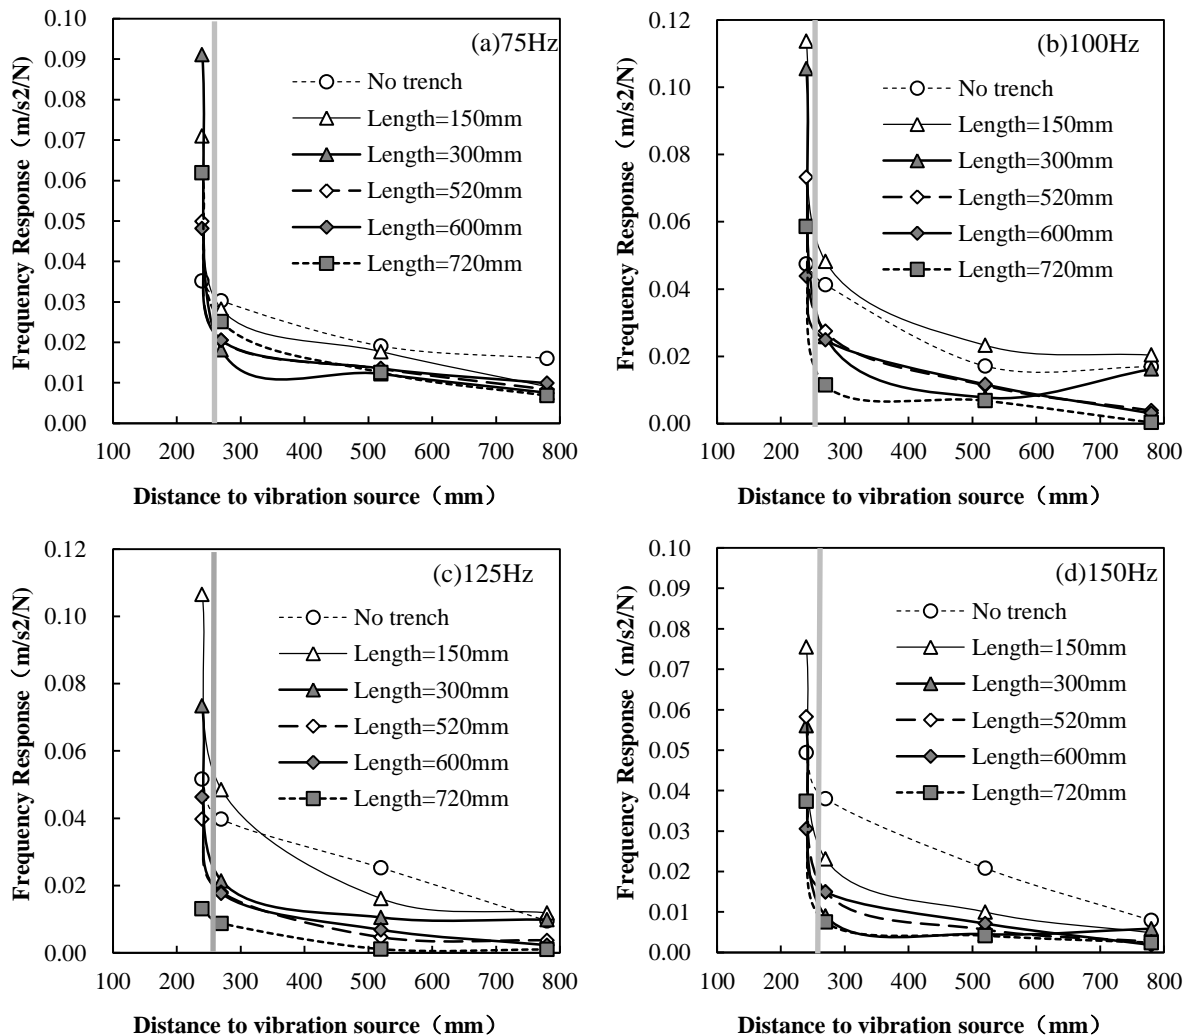 (a)75Hz
Frequency Response（m/s2/N）
0.10
0.09
0.08
0.07
0.06
0.05
0.04
0.03
0.02
0.01
0.00
No trench
Length=150mm
Length=300mm
Length=520mm
Length=600mm
Length=720mm
100 200 300 400 500 600 700 800
Distance to vibration source（mm）
(b)100Hz
Frequency Response（m/s2/N）
0.12
0.10
0.08
0.06
0.04
0.02
0.00
No trench
Length=150mm
Length=300mm
Length=520mm
Length=600mm
Length=720mm
100 200 300 400 500 600 700 800
Distance to vibration source（mm）
(c)125Hz
Frequency Response（m/s2/N）
0.12
0.10
0.08
0.06
0.04
0.02
0.00
No trench
Length=150mm
Length=300mm
Length=520mm
Length=600mm
Length=720mm
100 200 300 400 500 600 700 800
Distance to vibration source（mm）
(d)150Hz
Frequency Response（m/s2/N）
0.10
0.09
0.08
0.07
0.06
0.05
0.04
0.03
0.02
0.01
0.00
No trench
Length=150mm
Length=300mm
Length=520mm
Length=600mm
Length=720mm
100 200 300 400 500 600 700 800
Distance to vibration source（mm）